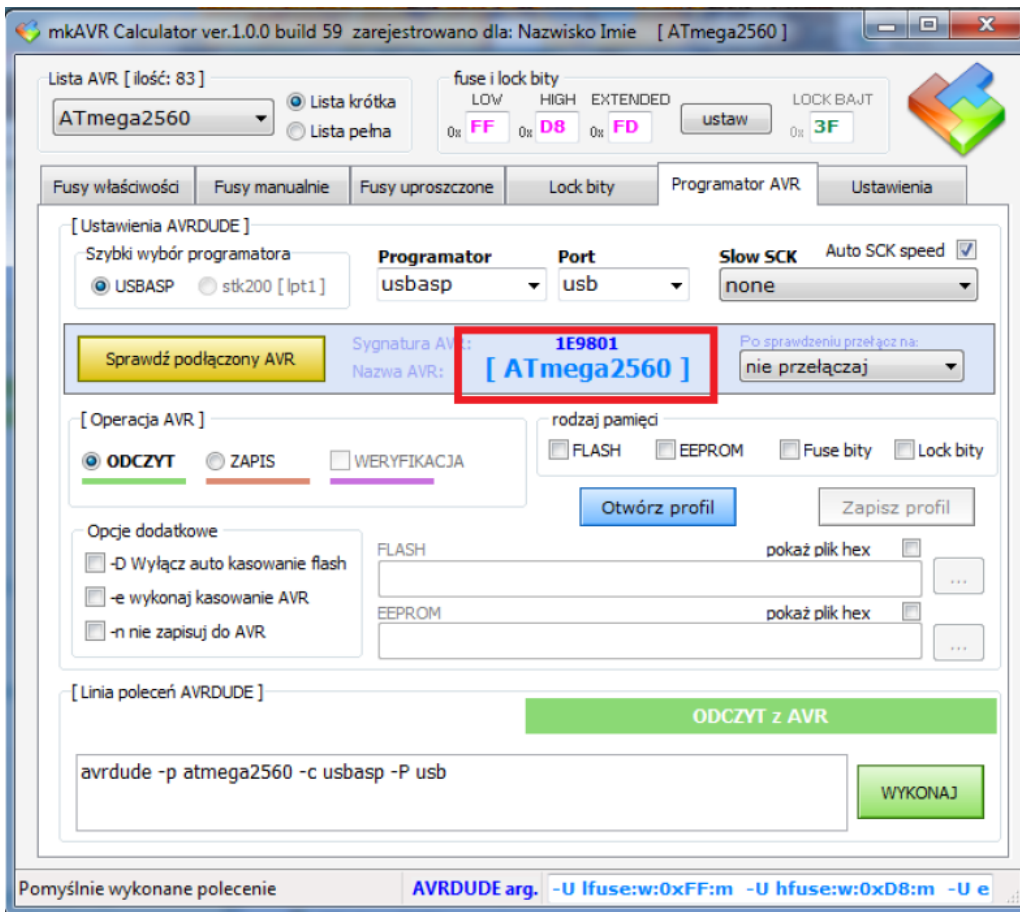 mkAVR Calculator ver.1.0.0 build 59 zarejestrowano dla: Nazwisko Imie [ ATmega2560 ]
Lista AVR [ ilość: 83 ]
ATmega2560
Lista krótka
Lista pełna
fuse i lock bity
LOW HIGH EXTENDED LOCK BAJT
0x FF 0x D8 0x FD ustaw 0x 3F
Fusy właściwości Fusy manualnie Fusy uproszczone Lock bity Programator AVR Ustawienia
[ Ustawienia AVRDUDE ]
Szybki wybór programatora
USBASP stk200 [ lpt1 ]
Programator Port Slow SCK Auto SCK speed
usbasp usb none
Sprawdź podłączony AVR
Sygnatura AVR: 1E9801
Nazwa AVR: [ ATmega2560 ]
Po sprawdzeniu przełącz na:
nie przełączaj
[ Operacja AVR ]
ODCZYT ZAPIS WERYFIKACJA
rodzaj pamięci
FLASH EEPROM Fuse bity Lock bity
Otwórz profil Zapisz profil
Opcje dodatkowe
-D Wyłącz auto kasowanie flash
-e wykonaj kasowanie AVR
-n nie zapisuj do AVR
FLASH pokaż plik hex
...
EEPROM pokaż plik hex
...
[ Linia poleceń AVRDUDE ]
ODCZYT z AVR
avrdude -p atmega2560 -c usbasp -P usb
WYKONAJ
Pomyślnie wykonane polecenie AVRDUDE arg. -U lfuse:w:0xFF:m -U hfuse:w:0xD8:m -U e